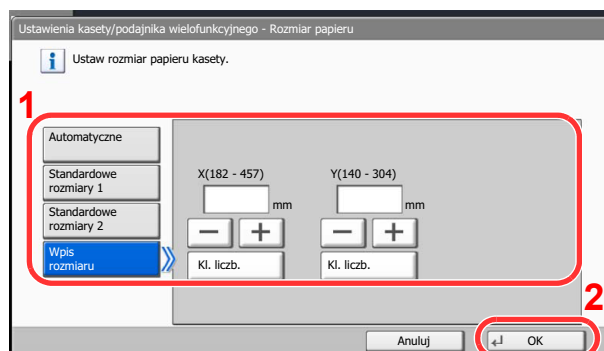 Ustawienia kasety/podajnika wielofunkcyjnego - Rozmiar papieru
i Ustaw rozmiar papieru kasety.
1
Automatyczne
Standardowe
rozmiary 1
Standardowe
rozmiary 2
Wpis
rozmiaru
X(182 - 457)
mm
− +
Kl. liczb.
Y(140 - 304)
mm
− +
Kl. liczb.
2
Anuluj
OK